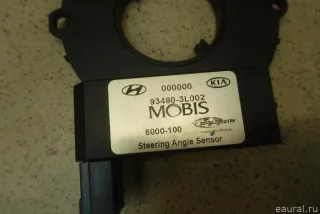 000000
KIA
93480-3L002
MOBIS
6000-100
Steering Angle Sensor
eaural.ru